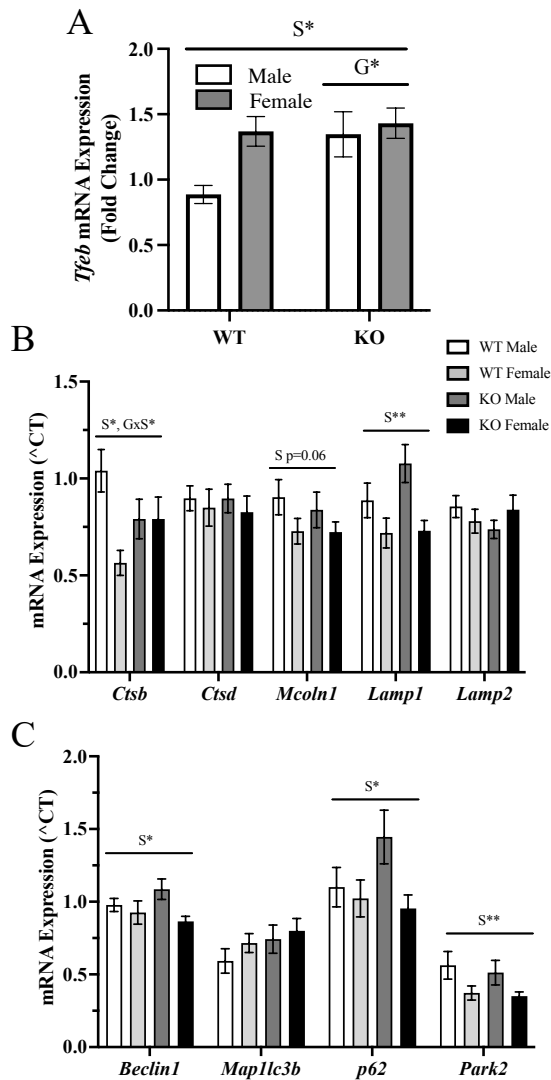 A
S*
G*
Male
Female
Tfeb mRNA Expression
(Fold Change)
2.0
1.5
1.0
0.5
0.0
WT
KO
B
WT Male
WT Female
KO Male
KO Female
mRNA Expression (^CT)
1.5
1.0
0.5
0.0
S*, GxS*
S p=0.06
S**
Ctsb
Ctsd
Mcoln1
Lamp1
Lamp2
C
mRNA Expression (^CT)
2.0
1.5
1.0
0.5
0.0
S*
S*
S**
Beclin1
Map1lc3b
p62
Park2